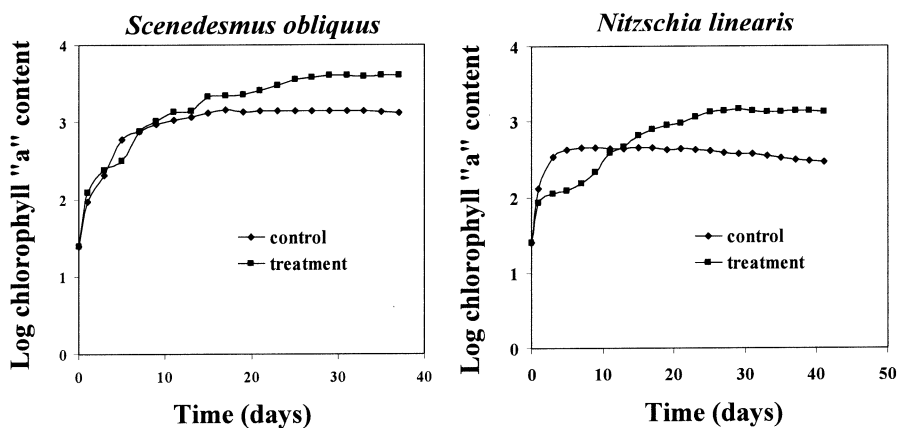 Scenedesmus obliquus
Log chlorophyll "a" content
4
3
2
1
0
control
treatment
0
10
20
30
40
Time (days)
Nitzschia linearis
Log chlorophyll "a" content
4
3
2
1
0
control
treatment
0
10
20
30
40
50
Time (days)